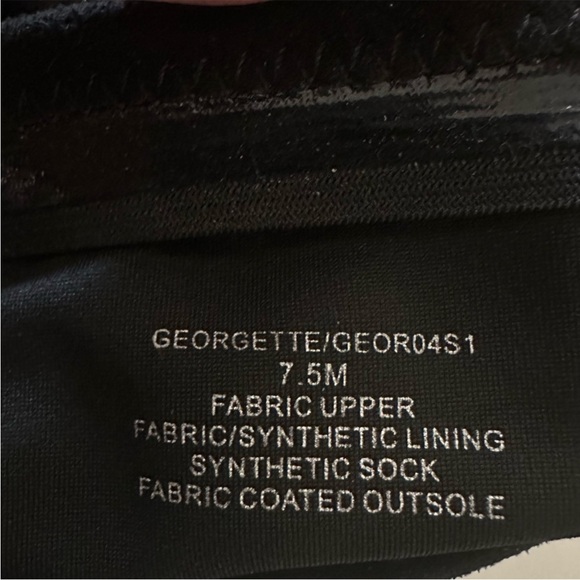 GEORGETTE/GEOR04S1
7.5M
FABRIC UPPER
FABRIC/SYNTHETIC LINING
SYNTHETIC SOCK
FABRIC COATED OUTSOLE